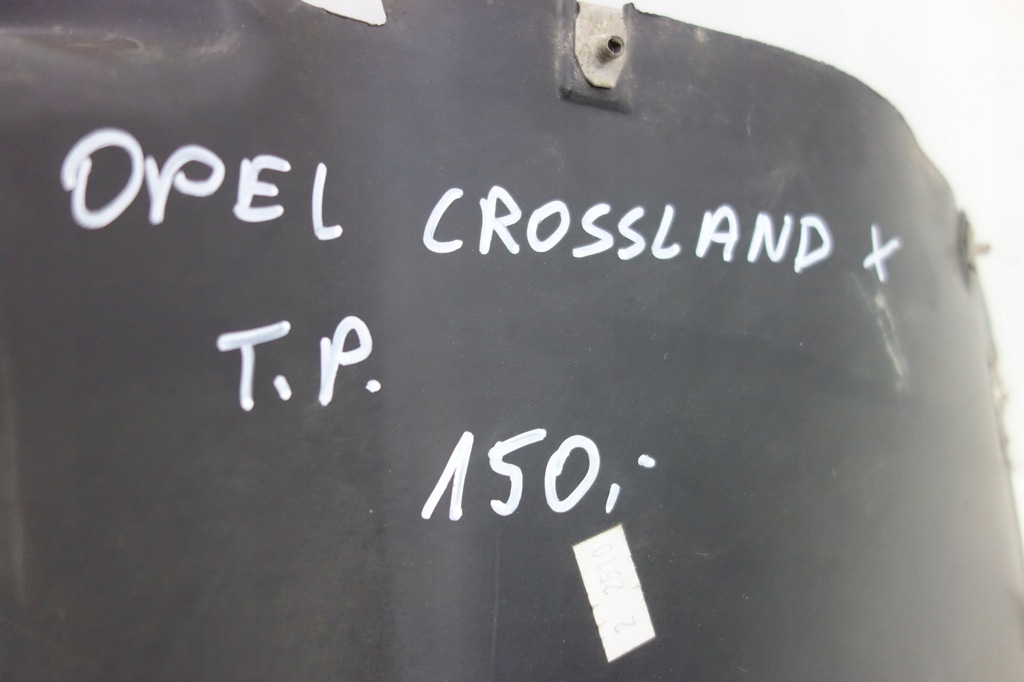 OPEL CROSSLAND X
T.P.
150,-